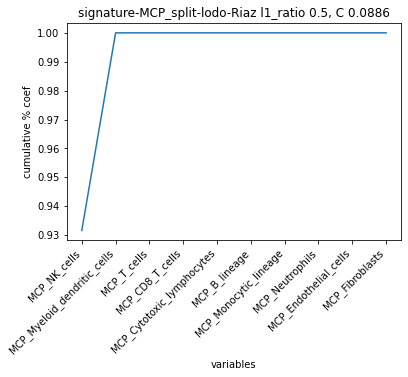 signature-MCP_split-lodo-Riaz l1_ratio 0.5, C 0.0886
cumulative % coef
1.00
0.99
0.98
0.97
0.96
0.95
0.94
0.93
MCP_NK_cells
MCP_Myeloid_dendritic_cells
MCP_T_cells
MCP_CD8_T_cells
MCP_Cytotoxic_lymphocytes
MCP_B_lineage
MCP_Monocytic_lineage
MCP_Neutrophils
MCP_Endothelial_cells
MCP_Fibroblasts
variables